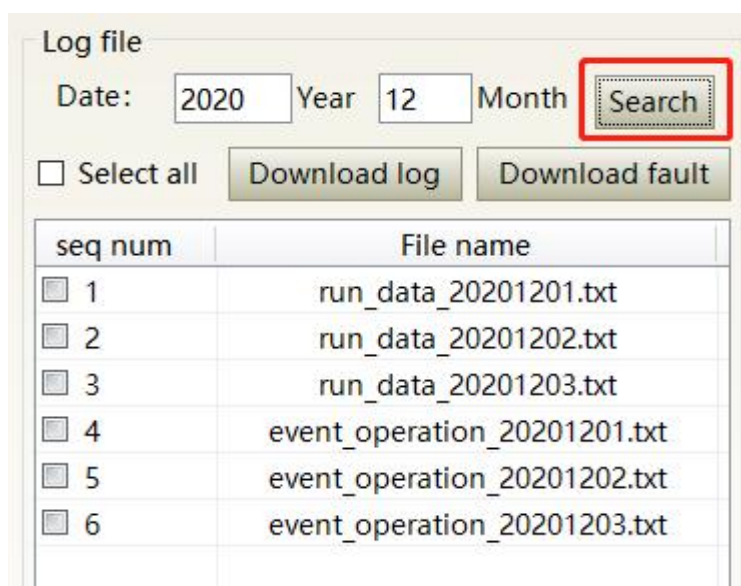 Log file
Date: 2020 Year 12 Month Search
Select all Download log Download fault
seq num File name
1 run_data_20201201.txt
2 run_data_20201202.txt
3 run_data_20201203.txt
4 event_operation_20201201.txt
5 event_operation_20201202.txt
6 event_operation_20201203.txt